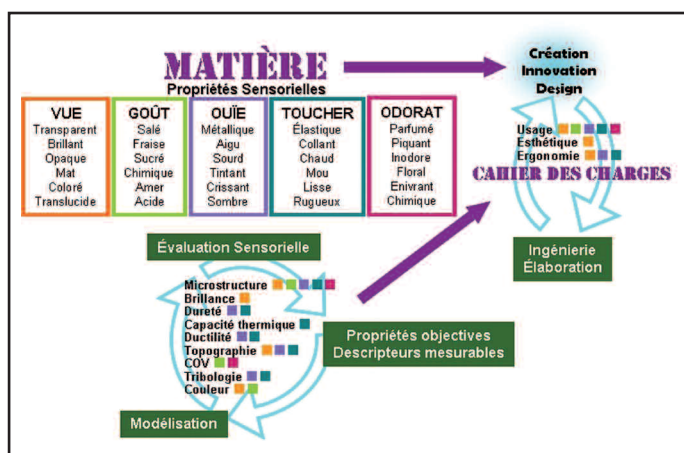 MATIÈRE
Propriétés Sensorielles
Création
Innovation
Design
VUE
Transparent
Brillant
Opaque
Mat
Coloré
Translucide
GOÛT
Salé
Fraise
Sucré
Chimique
Amer
Acide
OUÏE
Métallique
Aigu
Sourd
Tintant
Crissant
Sombre
TOUCHER
Élastique
Collant
Chaud
Mou
Lisse
Rugueux
ODORAT
Parfumé
Piquant
Inodore
Floral
Enivrant
Chimique
Usage
Esthétique
Ergonomie
CAHIER DES CHARGES
Ingénierie
Élaboration
Évaluation Sensorielle
Microstructure
Brillance
Dureté
Capacité thermique
Ductilité
Topographie
COV
Tribologie
Couleur
Propriétés objectives
Descripteurs mesurables
Modélisation